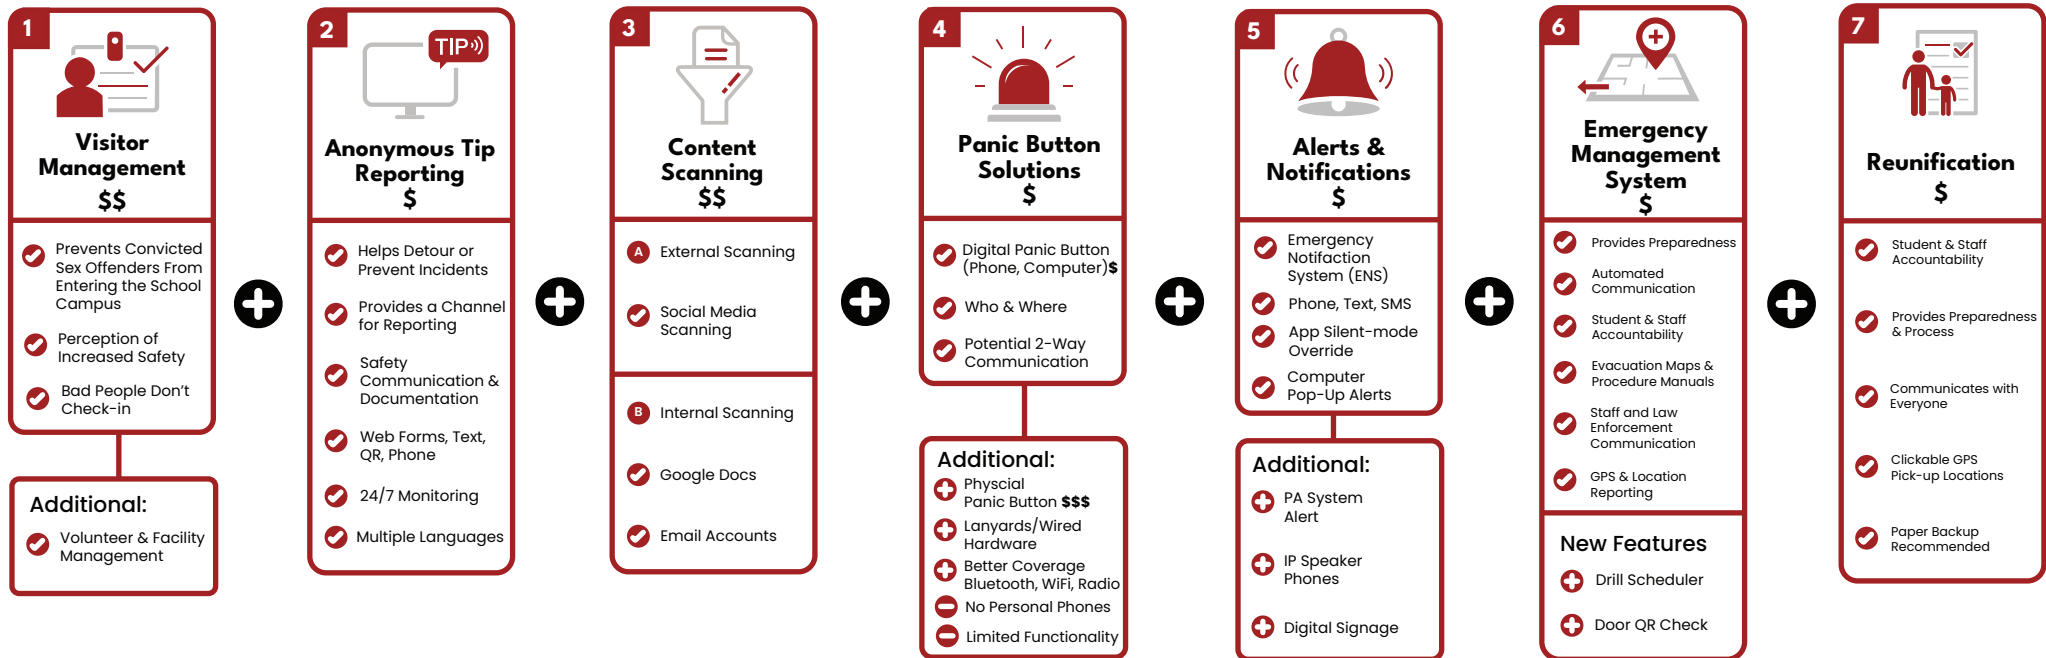 1
Visitor
Management
$$
Prevents Convicted
Sex Offenders From
Entering the School
Campus
Perception of
Increased Safety
Bad People Don't
Check-in
Additional:
Volunteer & Facility
Management
2
TIP
Anonymous Tip
Reporting
$
Helps Detour or
Prevent Incidents
Provides a Channel
for Reporting
Safety
Communication &
Documentation
Web Forms, Text,
QR, Phone
24/7 Monitoring
Multiple Languages
3
Content
Scanning
$$
A External Scanning
Social Media
Scanning
B Internal Scanning
Google Docs
Email Accounts
4
Panic Button
Solutions
$
Digital Panic Button
(Phone, Computer)$
Who & Where
Potential 2-Way
Communication
Additional:
Physcial
Panic Button $$$
Lanyards/Wired
Hardware
Better Coverage
Bluetooth, WiFi, Radio
No Personal Phones
Limited Functionality
5
Alerts &
Notifications
$
Emergency
Notifaction
System (ENS)
Phone, Text, SMS
App Silent-mode
Override
Computer
Pop-Up Alerts
Additional:
PA System
Alert
IP Speaker
Phones
Digital Signage
6
Emergency
Management
System
$
Provides Preparedness
Automated
Communication
Student & Staff
Accountability
Evacuation Maps &
Procedure Manuals
Staff and Law
Enforcement
Communication
GPS & Location
Reporting
New Features
Drill Scheduler
Door QR Check
7
Reunification
$
Student & Staff
Accountability
Provides Preparedness
& Process
Communicates with
Everyone
Clickable GPS
Pick-up Locations
Paper Backup
Recommended